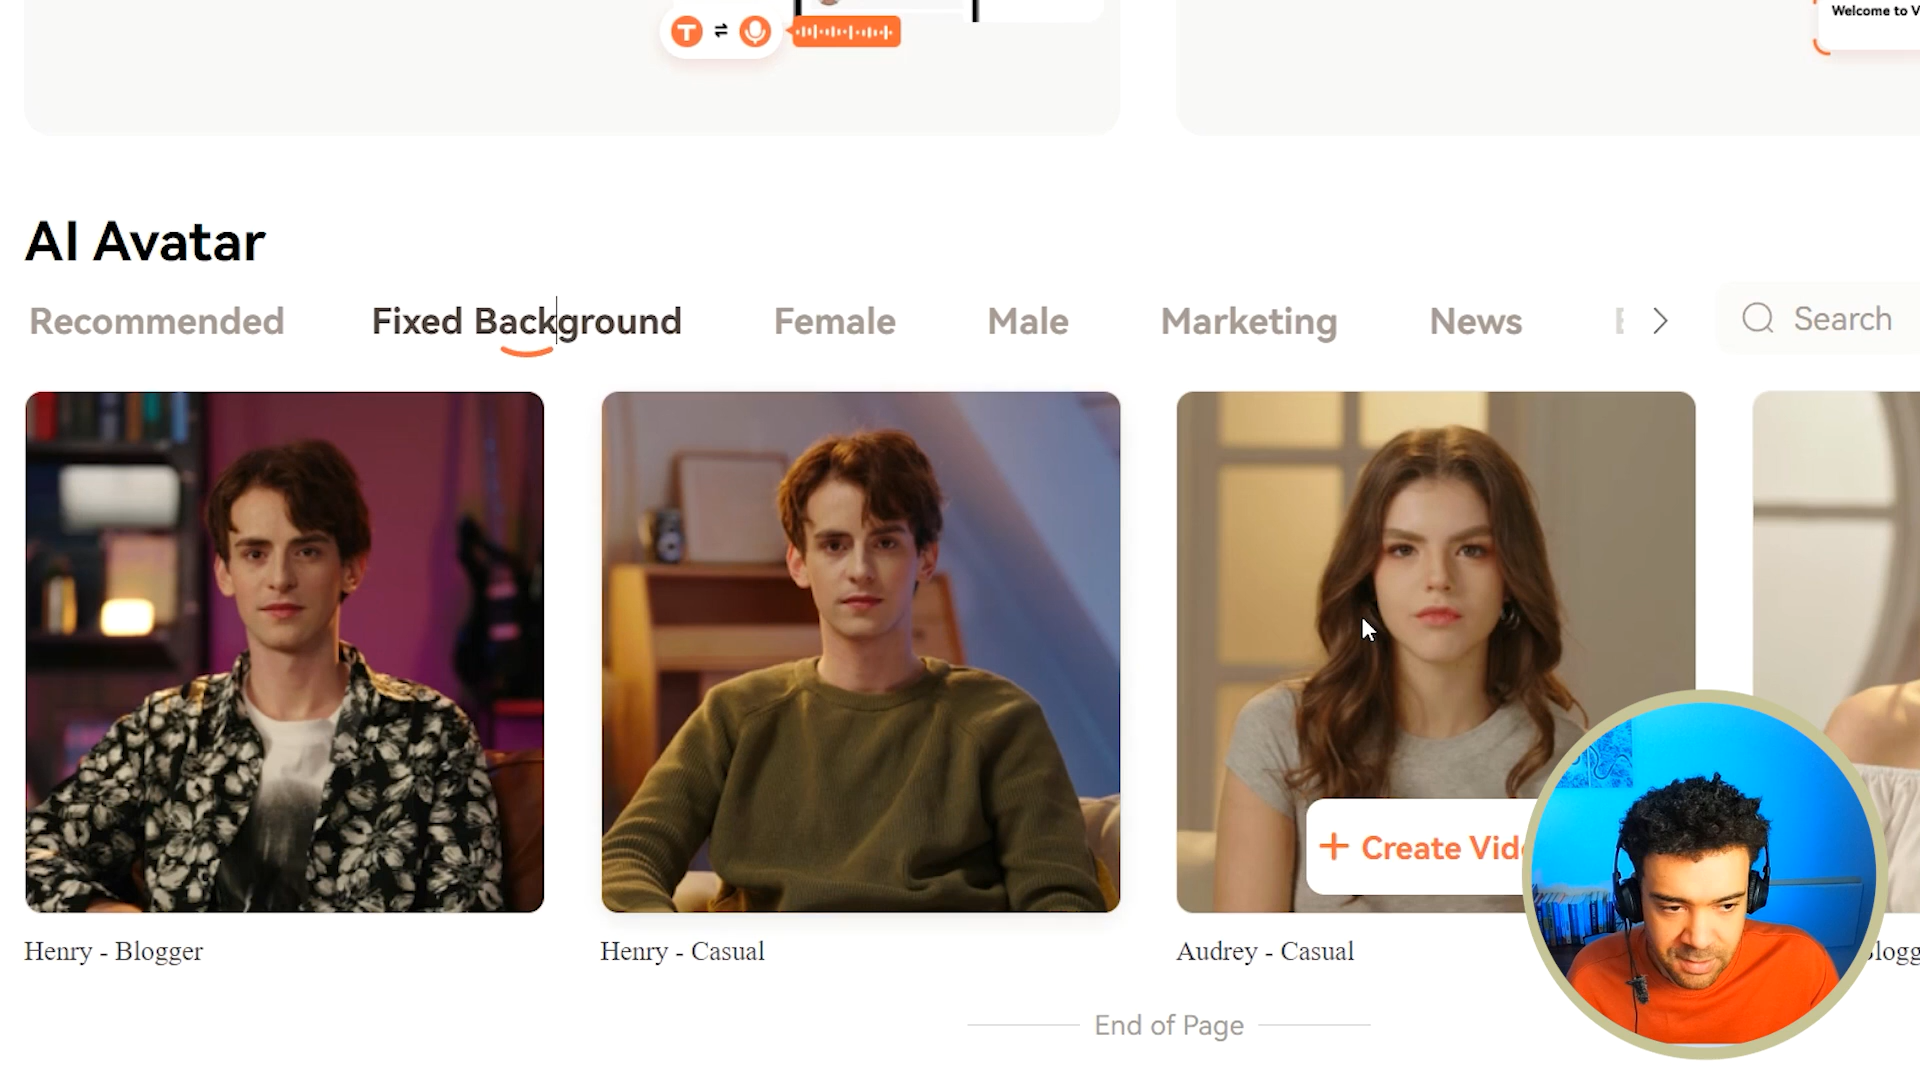 T
Welcome to V
AI Avatar
Recommended Fixed Background Female Male Marketing News Search
+ Create Vid
Henry - Blogger Henry - Casual Audrey - Casual
End of Page